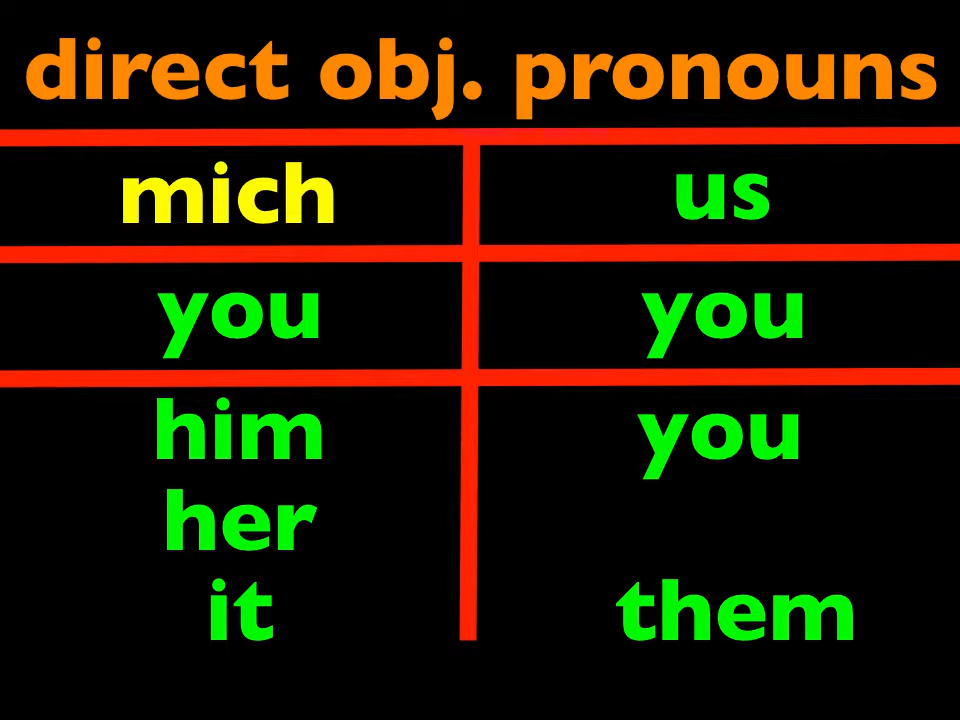 direct obj. pronouns
mich us
you you
him you
her
it them